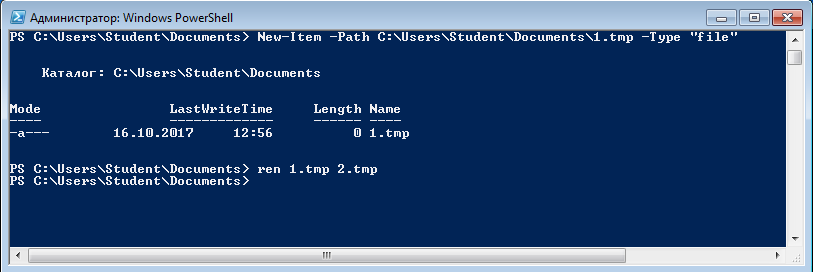 Администратор: Windows PowerShell
PS C:\Users\Student\Documents> New-Item -Path C:\Users\Student\Documents\1.tmp -Type "file"
Каталог: C:\Users\Student\Documents
Mode LastWriteTime Length Name
---- ------------- ------ ----
-a--- 16.10.2017 12:56 0 1.tmp
PS C:\Users\Student\Documents> ren 1.tmp 2.tmp
PS C:\Users\Student\Documents>